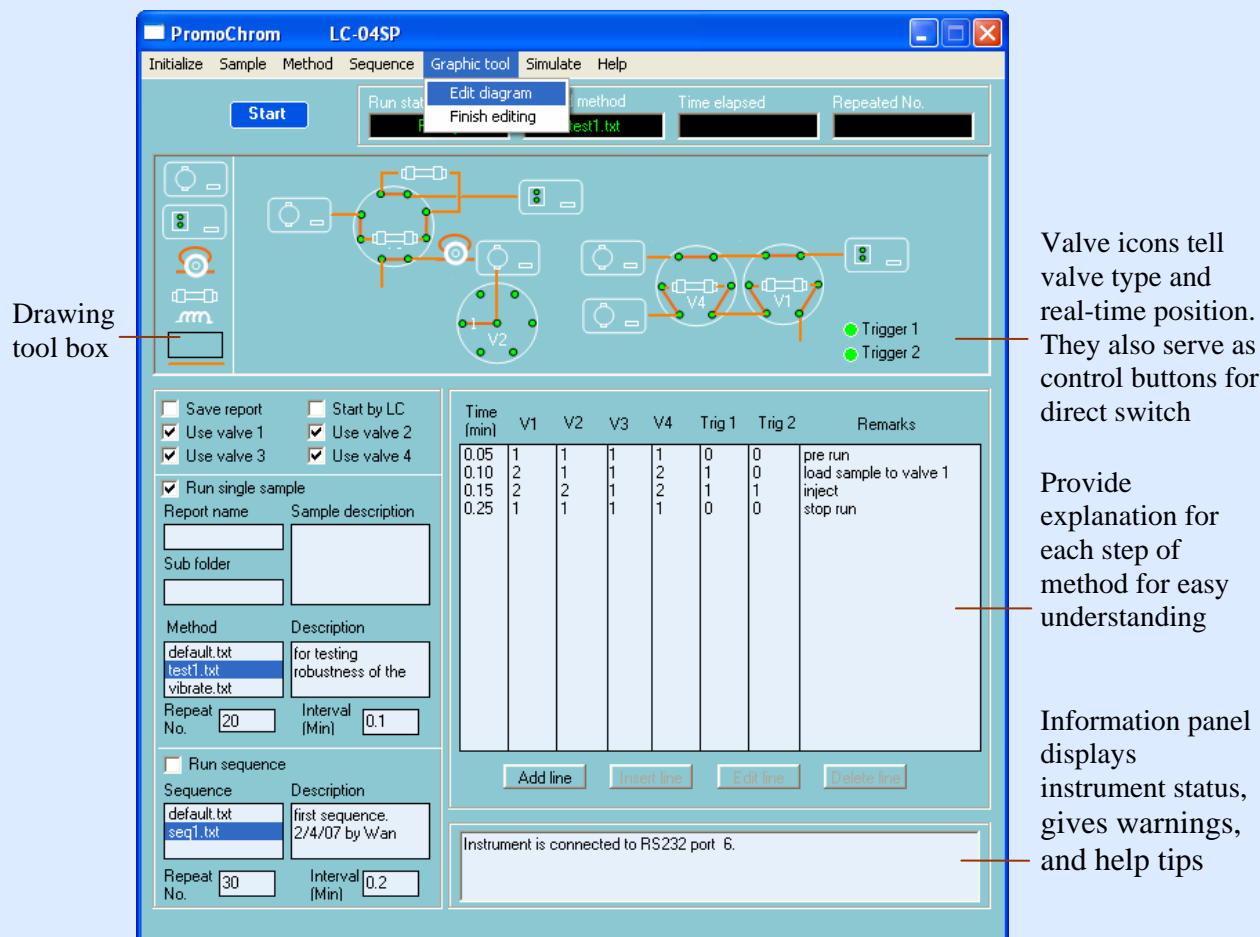 PromoChrom LC-04SP
Initialize Sample Method Sequence Graphic tool Simulate Help
Edit diagram
Finish editing
Start
Run stat method Time elapsed Repeated No.
test1.txt
V4
V1
V2
Trigger 1
Trigger 2
Drawing
tool box
Valve icons tell
valve type and
real-time position.
They also serve as
control buttons for
direct switch
Save report Start by LC
Use valve 1 Use valve 2
Use valve 3 Use valve 4
Run single sample
Report name Sample description
Sub folder
Method Description
default.txt
test1.txt
vibrate.txt
for testing
robustness of the
Repeat
No.
20
Interval
(Min)
0.1
Run sequence
Sequence Description
default.txt
seq1.txt
first sequence.
2/4/07 by Wan
Repeat
No.
30
Interval
(Min)
0.2
Time
(min)
V1 V2 V3 V4 Trig 1 Trig 2 Remarks
0.05 1 1 1 1 0 0 pre run
0.10 2 1 1 2 1 0 load sample to valve 1
0.15 2 2 1 2 1 1 inject
0.25 1 1 1 1 0 0 stop run
Add line Insert line Edit line Delete line
Instrument is connected to RS232 port 6.
Provide
explanation for
each step of
method for easy
understanding
Information panel
displays
instrument status,
gives warnings,
and help tips